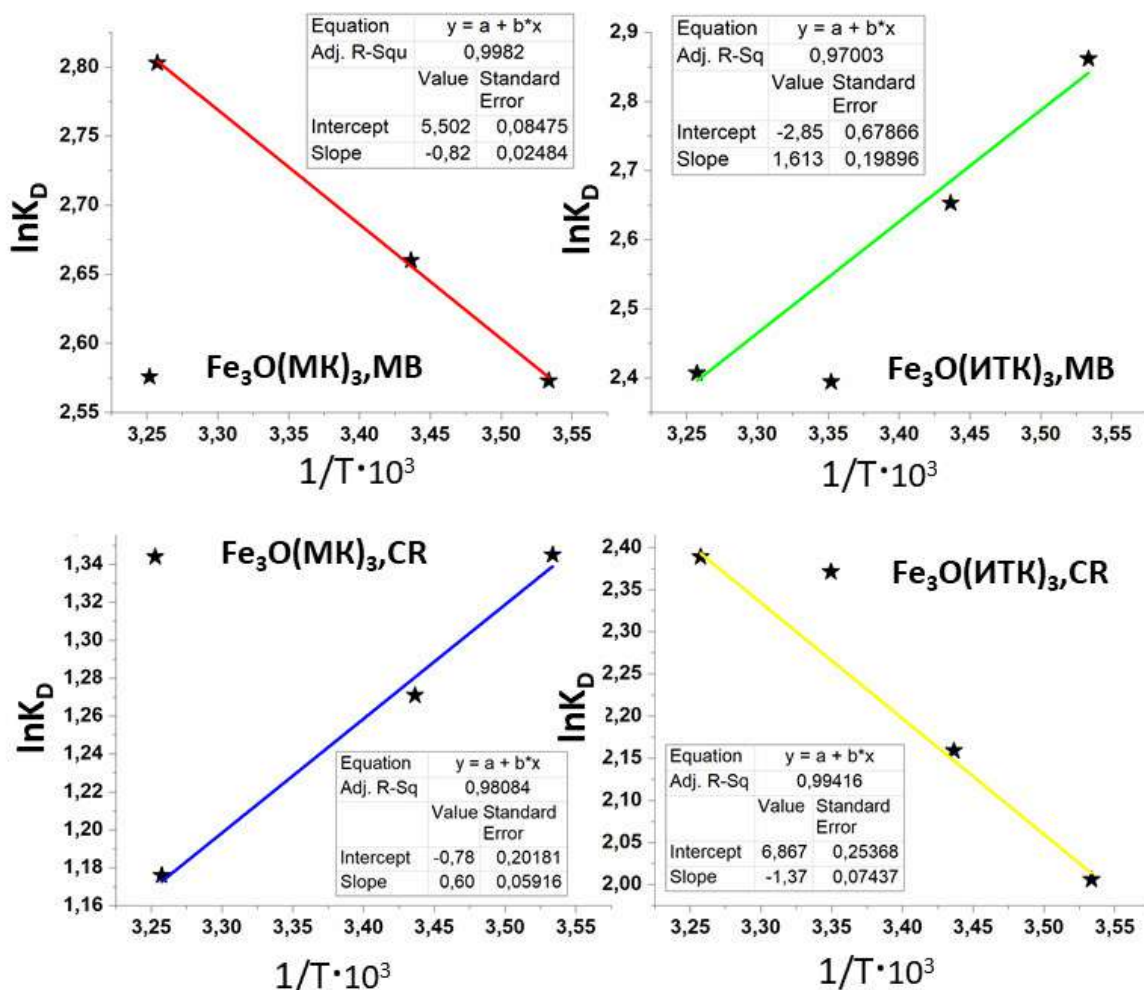 Equation y = a + b*x
Adj. R-Squ 0,9982
Value Standard Error
Intercept 5,502 0,08475
Slope -0,82 0,02484
2,80
2,75
2,70
2,65
2,60
2,55
lnK_D
Fe₃O(МК)₃,MB
3,25 3,30 3,35 3,40 3,45 3,50 3,55
1/T·10³
Equation y = a + b*x
Adj. R-Sq 0,97003
Value Standard Error
Intercept -2,85 0,67866
Slope 1,613 0,19896
2,9
2,8
2,7
2,6
2,5
2,4
lnK_D
Fe₃O(ИТК)₃,MB
3,25 3,30 3,35 3,40 3,45 3,50 3,55
1/T·10³
Fe₃O(МК)₃,CR
1,34
1,32
1,30
1,28
1,26
1,24
1,22
1,20
1,18
1,16
lnK_D
Equation y = a + b*x
Adj. R-Sq 0,98084
Value Standard Error
Intercept -0,78 0,20181
Slope 0,60 0,05916
3,25 3,30 3,35 3,40 3,45 3,50 3,55
1/T·10³
Fe₃O(ИТК)₃,CR
2,40
2,35
2,30
2,25
2,20
2,15
2,10
2,05
2,00
lnK_D
Equation y = a + b*x
Adj. R-Sq 0,99416
Value Standard Error
Intercept 6,867 0,25368
Slope -1,37 0,07437
3,25 3,30 3,35 3,40 3,45 3,50 3,55
1/T·10³